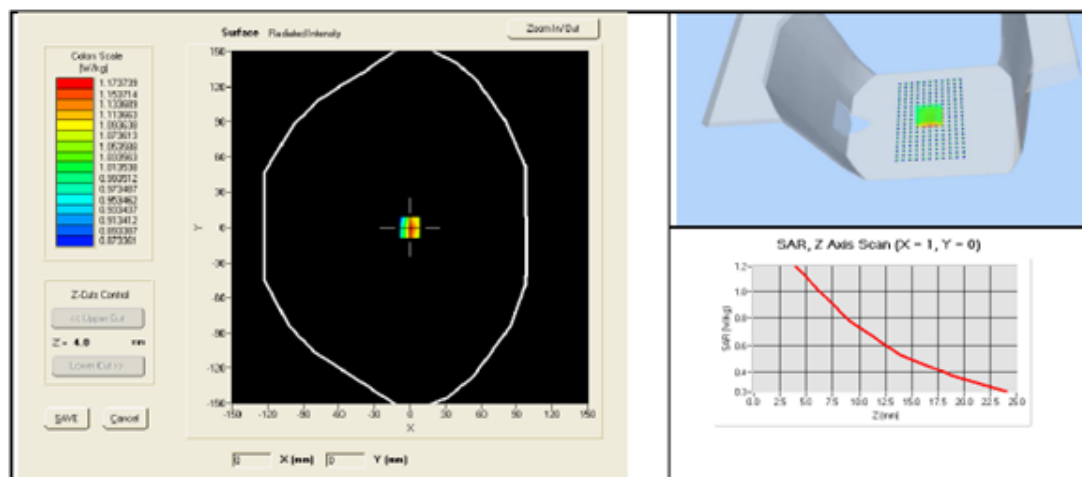 Surface Radiated Intensity
Zoom In/Out
Colors Scale
(W/kg)
1.173739
1.153714
1.133689
1.113663
1.093638
1.073613
1.053588
1.033563
1.013538
0.993512
0.973487
0.953462
0.933437
0.913412
0.893387
0.873361
Z-Cuts Control
<< Upper Cut
Z = 4.0 mm
Lower Cut >>
SAVE Cancel
150
120
90
60
30
Y
0
-30
-60
-90
-120
-150
-150 -120 -90 -60 -30 0 30 60 90 120 150
X
0 X (mm) 0 Y (mm)
SAR, Z Axis Scan (X = 1, Y = 0)
SAR (W/kg)
1.2
1.0
0.8
0.6
0.4
0.3
0.0 2.5 5.0 7.5 10.0 12.5 15.0 17.5 20.0 22.5 25.0
Z (mm)